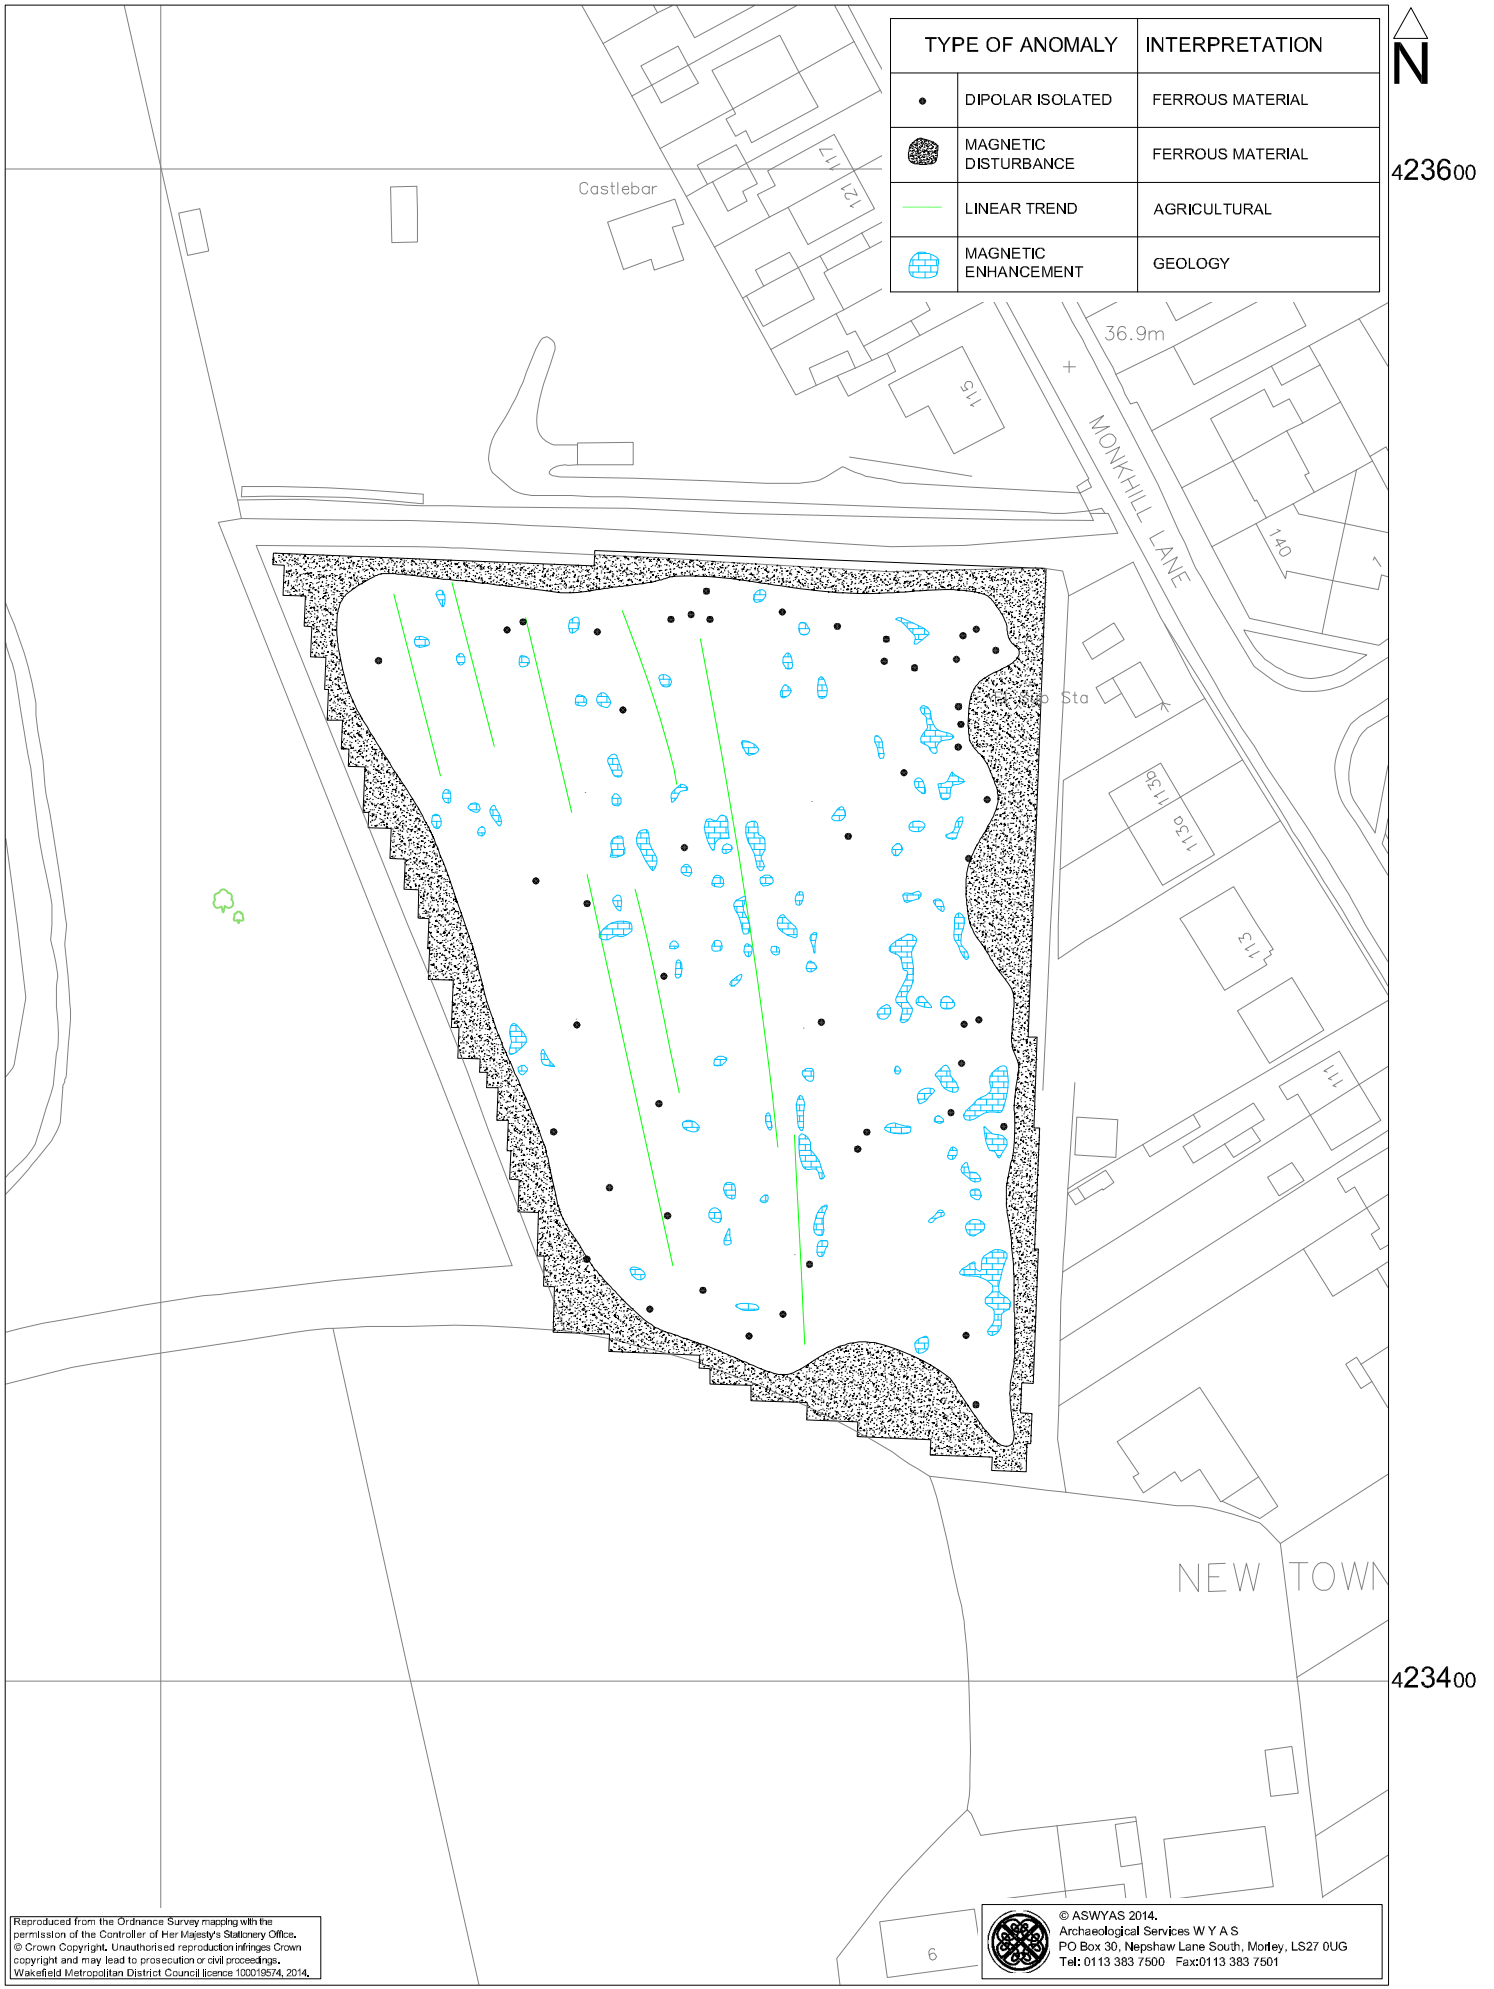 TYPE OF ANOMALY INTERPRETATION
DIPOLAR ISOLATED FERROUS MATERIAL
MAGNETIC
DISTURBANCE FERROUS MATERIAL
LINEAR TREND AGRICULTURAL
MAGNETIC
ENHANCEMENT GEOLOGY
N
423600
Castlebar
117
121
36.9m
115
MONKHILL LANE
140
1
Sta
113b
113a
113
111
NEW TOWN
423400
6
Reproduced from the Ordnance Survey mapping with the
permission of the Controller of Her Majesty's Stationery Office.
© Crown Copyright. Unauthorised reproduction infringes Crown
copyright and may lead to prosecution or civil proceedings.
Wakefield Metropolitan District Council licence 100019574, 2014.
© ASWYAS 2014.
Archaeological Services W Y A S
PO Box 30, Nepshaw Lane South, Morley, LS27 0UG
Tel: 0113 383 7500 Fax:0113 383 7501